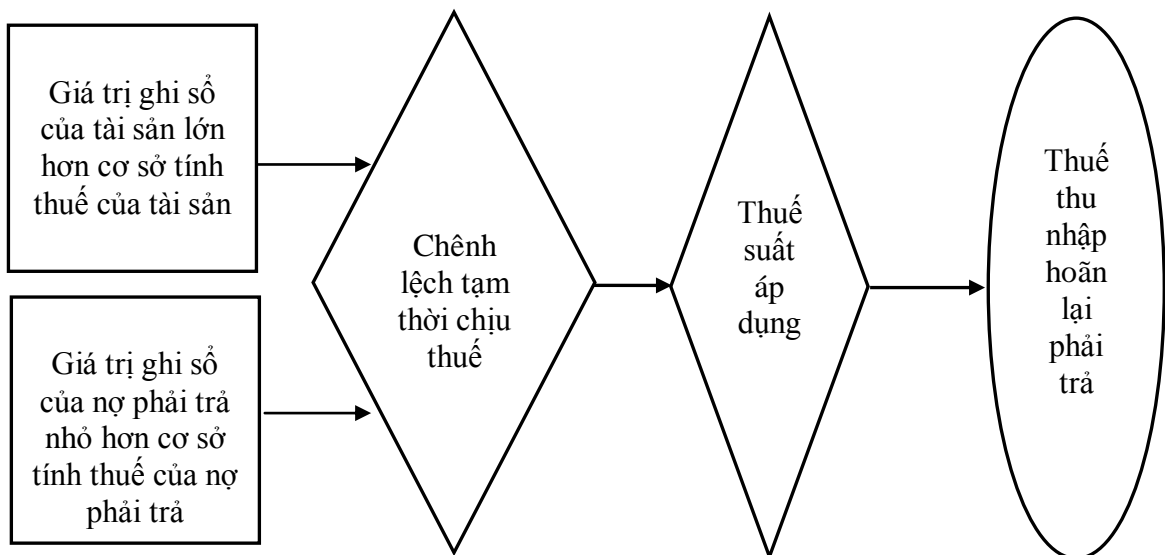 Giá trị ghi sổ
của tài sản lớn
hơn cơ sở tính
thuế của tài sản
Giá trị ghi sổ
của nợ phải trả
nhỏ hơn cơ sở
tính thuế của nợ
phải trả
Chênh
lệch tạm
thời chịu
thuế
Thuế
suất
áp
dụng
Thuế
thu
nhập
hoãn
lại
phải
trả